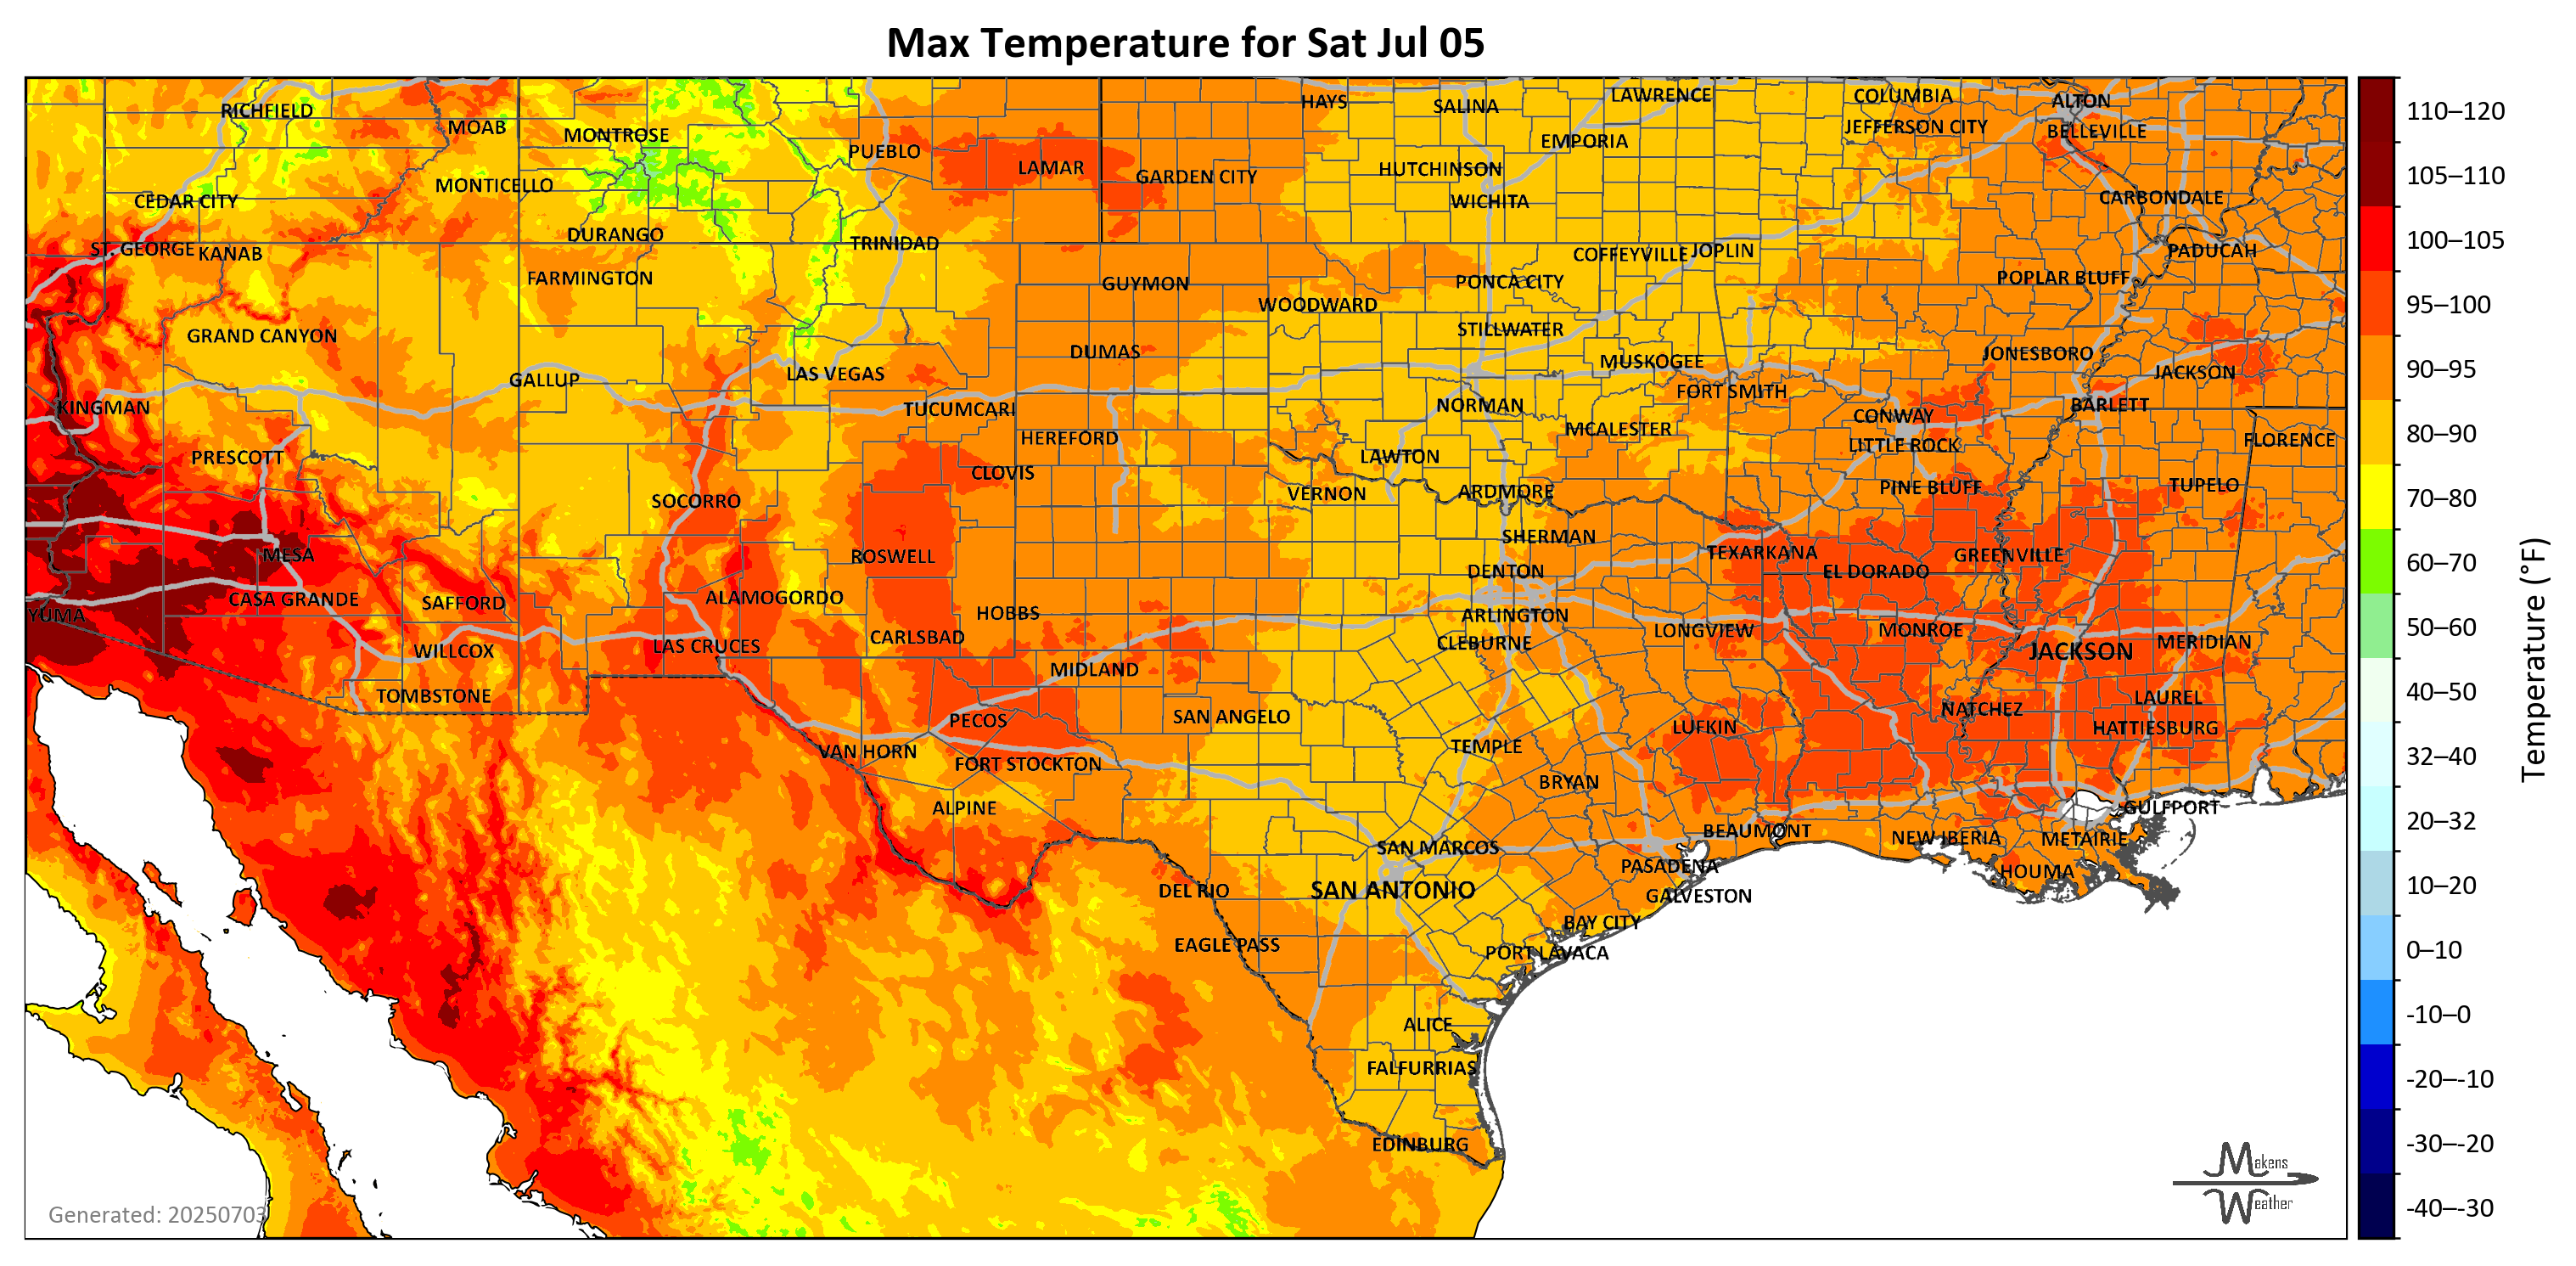 Max Temperature for Sat Jul 05
RICHFIELD
MOAB
MONTROSE
PUEBLO
LAMAR
HAYS
SALINA
LAWRENCE
COLUMBIA
ALTON
JEFFERSON CITY
BELLEVILLE
EMPORIA
HUTCHINSON
GARDEN CITY
WICHITA
CARBONDALE
MONTICELLO
CEDAR CITY
DURANGO
TRINIDAD
ST. GEORGE
KANAB
COFFEYVILLE
JOPLIN
PADUCAH
FARMINGTON
GUYMON
PONCA CITY
POPLAR BLUFF
WOODWARD
GRAND CANYON
STILLWATER
DUMAS
JONESBORO
MUSKOGEE
JACKSON
GALLUP
LAS VEGAS
FORT SMITH
KINGMAN
TUCUMCARI
NORMAN
CONWAY
BARLETT
HEREFORD
MCALESTER
LITTLE ROCK
FLORENCE
PRESCOTT
LAWTON
CLOVIS
SOCORRO
VERNON
ARDMORE
PINE BLUFF
TUPELO
SHERMAN
MESA
ROSWELL
TEXARKANA
GREENVILLE
DENTON
EL DORADO
CASA GRANDE
SAFFORD
ALAMOGORDO
YUMA
HOBBS
ARLINGTON
CARLSBAD
CLEBURNE
LONGVIEW
MONROE
MERIDIAN
WILLCOX
LAS CRUCES
MIDLAND
JACKSON
TOMBSTONE
LAUREL
PECOS
SAN ANGELO
NATCHEZ
LUFKIN
HATTIESBURG
VAN HORN
TEMPLE
FORT STOCKTON
BRYAN
ALPINE
GULFPORT
BEAUMONT
NEW IBERIA
METAIRIE
SAN MARCOS
PASADENA
HOUMA
DEL RIO
SAN ANTONIO
GALVESTON
BAY CITY
EAGLE PASS
PORT LAVACA
ALICE
FALFURRIAS
EDINBURG
Generated: 20250703
Makens
Weather
110–120
105–110
100–105
95–100
90–95
80–90
70–80
60–70
50–60
40–50
32–40
20–32
10–20
0–10
-10–0
-20–-10
-30–-20
-40–-30
Temperature (°F)